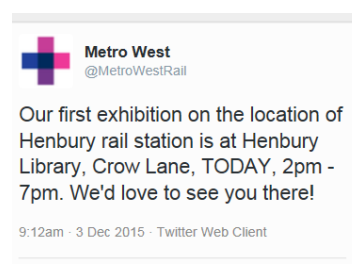 Metro West
@MetroWestRail
Our first exhibition on the location of
Henbury rail station is at Henbury
Library, Crow Lane, TODAY, 2pm -
7pm. We'd love to see you there!
9:12am · 3 Dec 2015 · Twitter Web Client